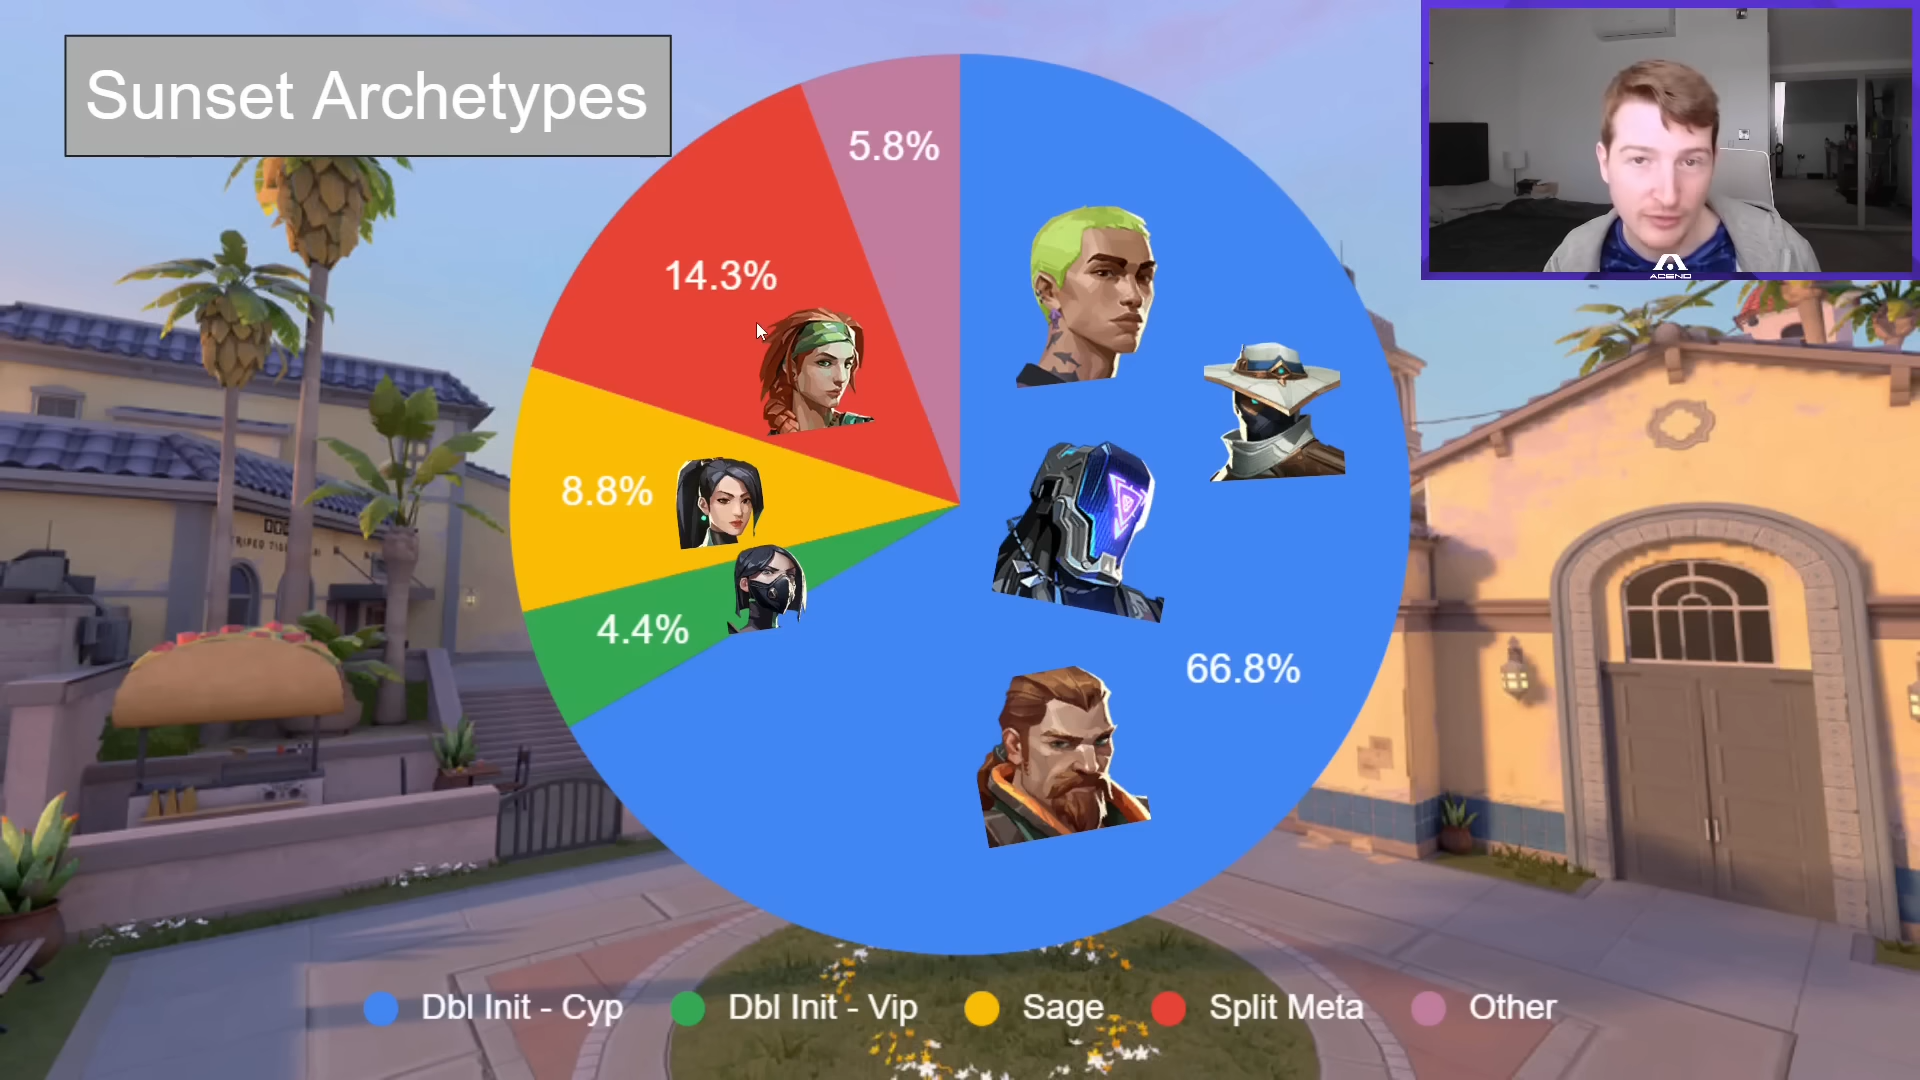 Sunset Archetypes
5.8%
14.3%
8.8%
4.4%
66.8%
ACEND
Dbl Init - Cyp
Dbl Init - Vip
Sage
Split Meta
Other